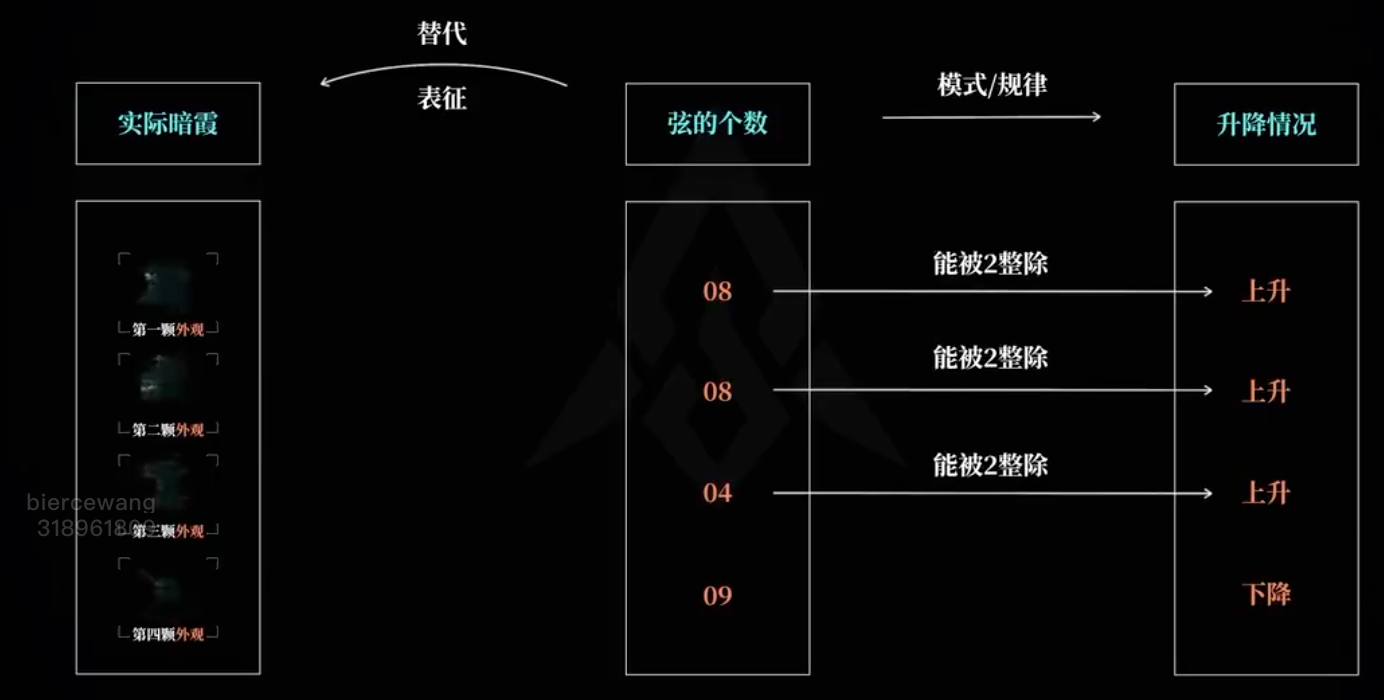 替代
表征
模式/规律
实际暗霞
弦的个数
升降情况
第一颗外观
第二颗外观
第三颗外观
第四颗外观
08
能被2整除
上升
08
能被2整除
上升
04
能被2整除
上升
09
下降
biercewang